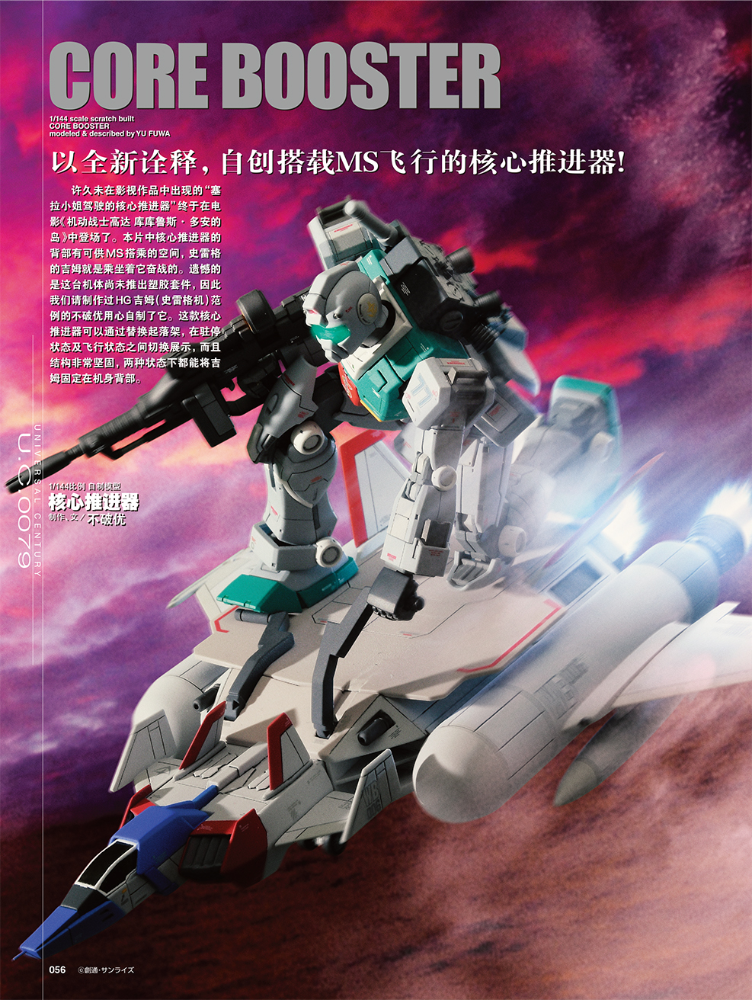 CORE BOOSTER
1/144 scale scratch built
CORE BOOSTER
modeled & described by YU FUWA
以全新诠释，自创搭载MS飞行的核心推进器！
许久未在影视作品中出现的“塞
拉小姐驾驶的核心推进器”终于在电
影《机动战士高达 库库鲁斯·多安的
岛》中登场了。本片中核心推进器的
背部有可供MS搭乘的空间，史雷格
的吉姆就是乘坐着它奋战的。遗憾的
是这台机体尚未推出塑胶套件，因此
我们请制作过HG吉姆（史雷格机）范
例的不破优用心自制了它。这款核心
推进器可以通过替换起落架，在驻停
状态及飞行状态之间切换展示，而且
结构非常坚固，两种状态下都能将吉
姆固定在机身背部。
UNIVERSAL CENTURY
U.C.0079
1/144比例 自制模型
核心推进器
制作、文／不破优
WB
056 ©創通・サンライズ